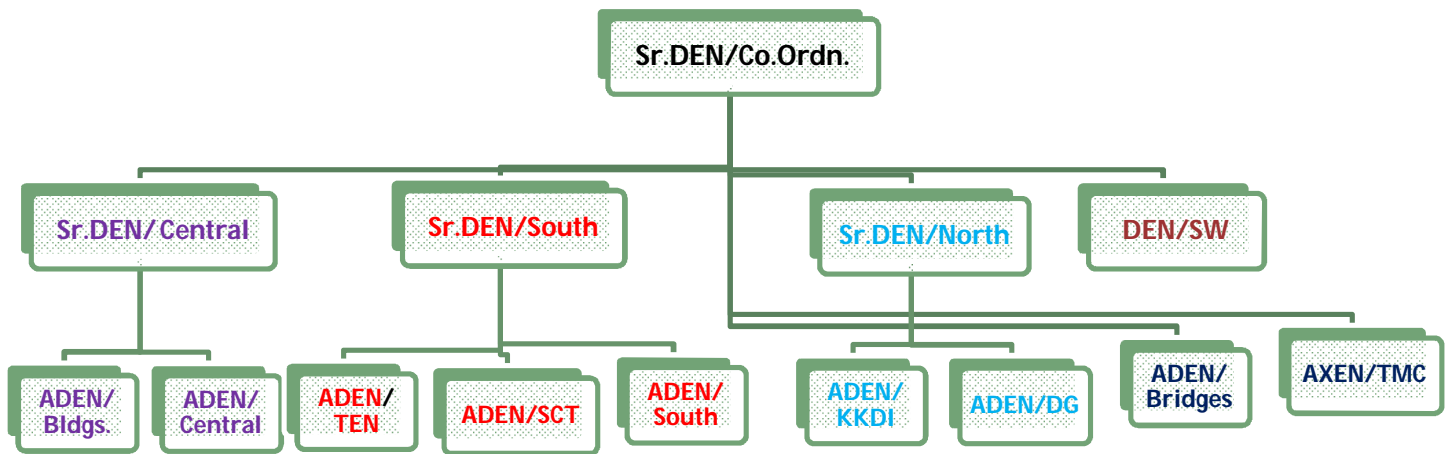 Sr.DEN/Co.Ordn.
Sr.DEN/Central
Sr.DEN/South
Sr.DEN/North
DEN/SW
ADEN/
Bldgs.
ADEN/
Central
ADEN/
TEN
ADEN/SCT
ADEN/
South
ADEN/
KKDI
ADEN/DG
ADEN/
Bridges
AXEN/TMC